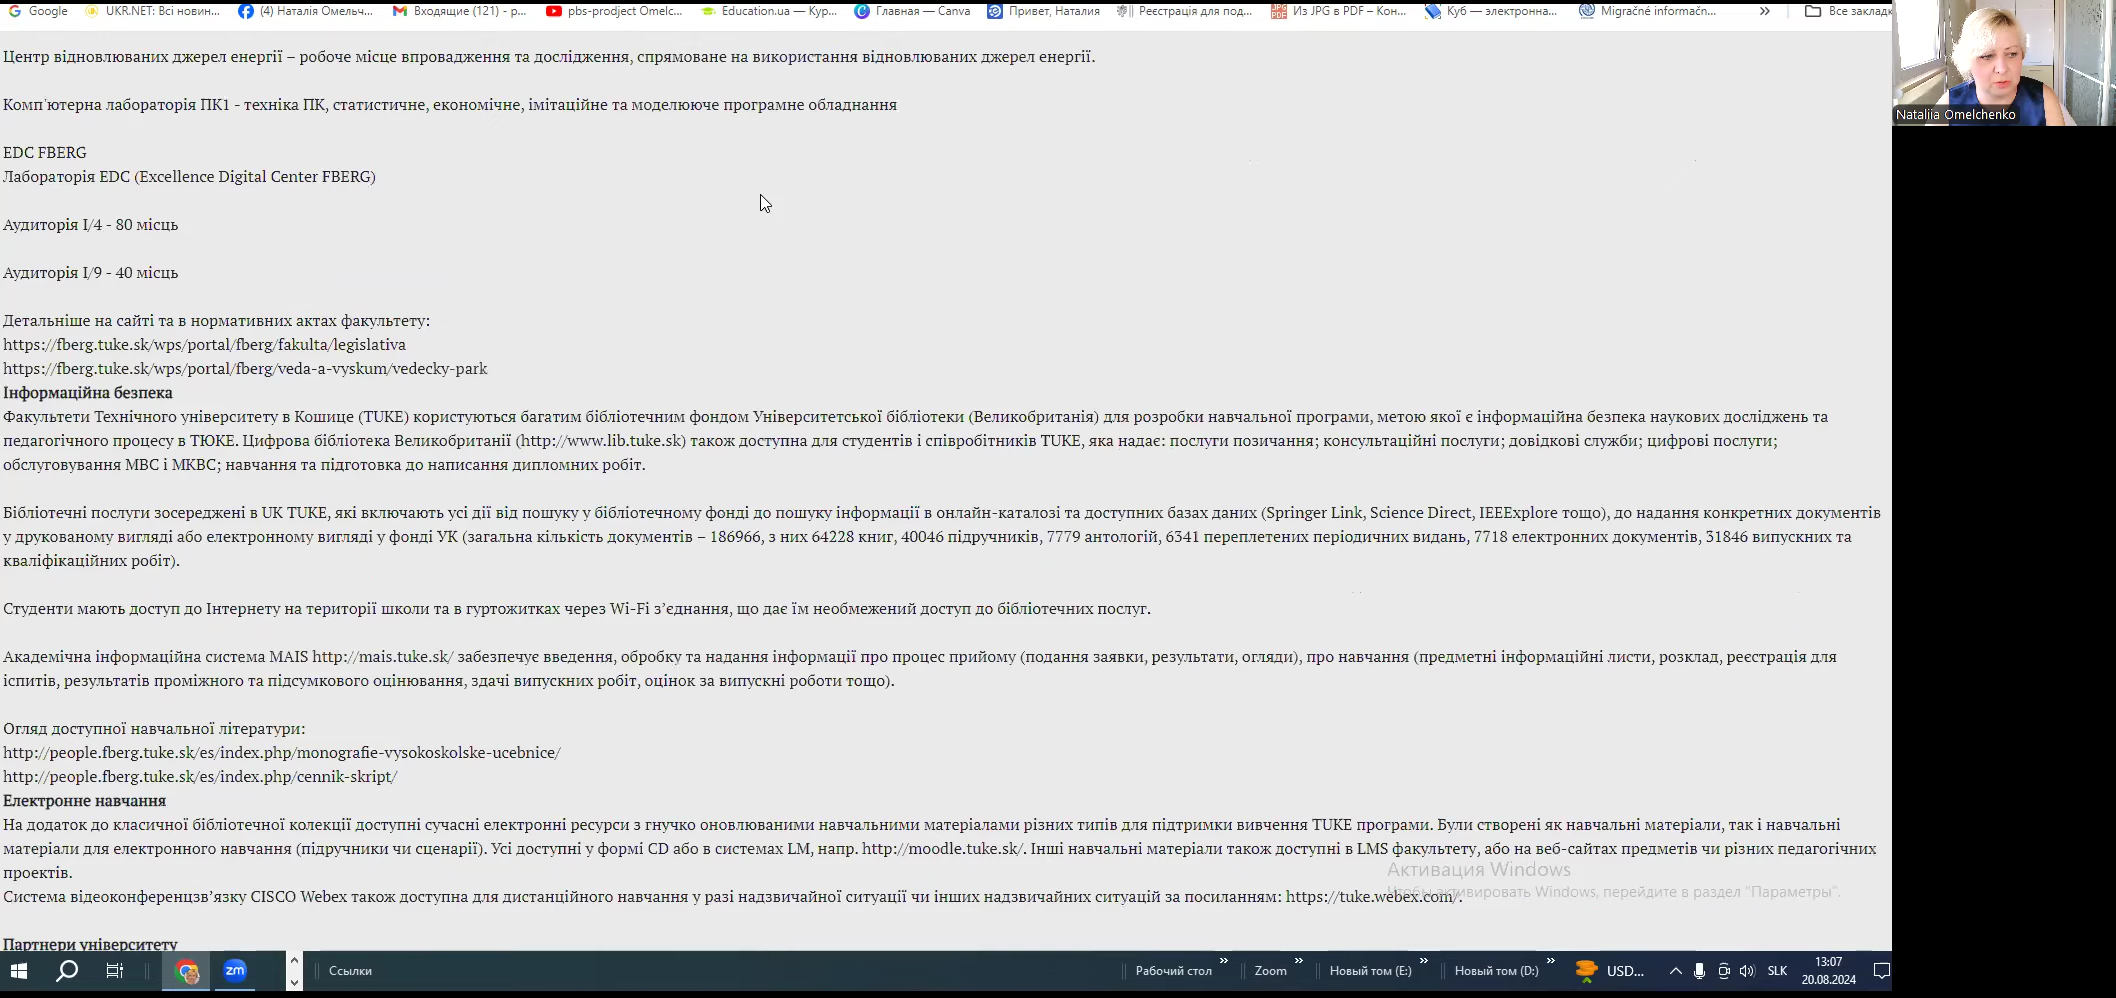 Google
UKR.NET: Всі новин...
(4) Наталія Омельч...
Входящие (121) - p...
pbs-prodject Omelc...
Education.ua — Кур...
Главная — Canva
Привет, Наталия
Реєстрація для под...
Из JPG в PDF – Кон...
Куб — электронна...
Migračné informačn...
»
Все закладк
Центр відновлюваних джерел енергії – робоче місце впровадження та дослідження, спрямоване на використання відновлюваних джерел енергії.
Комп'ютерна лабораторія ПК1 - техніка ПК, статистичне, економічне, імітаційне та моделююче програмне обладнання
EDC FBERG
Лабораторія EDC (Excellence Digital Center FBERG)
Аудиторія I/4 - 80 місць
Аудиторія I/9 - 40 місць
Детальніше на сайті та в нормативних актах факультету:
https://fberg.tuke.sk/wps/portal/fberg/fakulta/legislativa
https://fberg.tuke.sk/wps/portal/fberg/veda-a-vyskum/vedecky-park
Інформаційна безпека
Факультети Технічного університету в Кошице (TUKE) користуються багатим бібліотечним фондом Університетської бібліотеки (Великобританія) для розробки навчальної програми, метою якої є інформаційна безпека наукових досліджень та
педагогічного процесу в ТЮКЕ. Цифрова бібліотека Великобританії (http://www.lib.tuke.sk) також доступна для студентів і співробітників TUKE, яка надає: послуги позичання; консультаційні послуги; довідкові служби; цифрові послуги;
обслуговування МВС і МКВС; навчання та підготовка до написання дипломних робіт.
Бібліотечні послуги зосереджені в UK TUKE, які включають усі дії від пошуку у бібліотечному фонді до пошуку інформації в онлайн-каталозі та доступних базах даних (Springer Link, Science Direct, IEEExplore тощо), до надання конкретних документів
у друкованому вигляді або електронному вигляді у фонді УК (загальна кількість документів – 186966, з них 64228 книг, 40046 підручників, 7779 антологій, 6341 переплетених періодичних видань, 7718 електронних документів, 31846 випускних та
кваліфікаційних робіт).
Студенти мають доступ до Інтернету на території школи та в гуртожитках через Wi-Fi з’єднання, що дає їм необмежений доступ до бібліотечних послуг.
Академічна інформаційна система MAIS http://mais.tuke.sk/ забезпечує введення, обробку та надання інформації про процес прийому (подання заявки, результати, огляди), про навчання (предметні інформаційні листи, розклад, реєстрація для
іспитів, результатів проміжного та підсумкового оцінювання, здачі випускних робіт, оцінок за випускні роботи тощо).
Огляд доступної навчальної літератури:
http://people.fberg.tuke.sk/es/index.php/monografie-vysokoskolske-ucebnice/
http://people.fberg.tuke.sk/es/index.php/cennik-skript/
Електронне навчання
На додаток до класичної бібліотечної колекції доступні сучасні електронні ресурси з гнучко оновлюваними навчальними матеріалами різних типів для підтримки вивчення TUKE програми. Були створені як навчальні матеріали, так і навчальні
матеріали для електронного навчання (підручники чи сценарії). Усі доступні у формі CD або в системах LM, напр. http://moodle.tuke.sk/. Інші навчальні матеріали також доступні в LMS факультету, або на веб-сайтах предметів чи різних педагогічних
проектів.
Система відеоконференцзв’язку CISCO Webex також доступна для дистанційного навчання у разі надзвичайної ситуації чи інших надзвичайних ситуацій за посиланням: https://tuke.webex.com/.
Партнери університету
Активация Windows
Чтобы активировать Windows, перейдите в раздел "Параметры".
Nataliia Omelchenko
zm
Ссылки
Рабочий стол »
Zoom »
Новый том (E:) »
Новый том (D:) »
USD...
SLK
13:07
20.08.2024